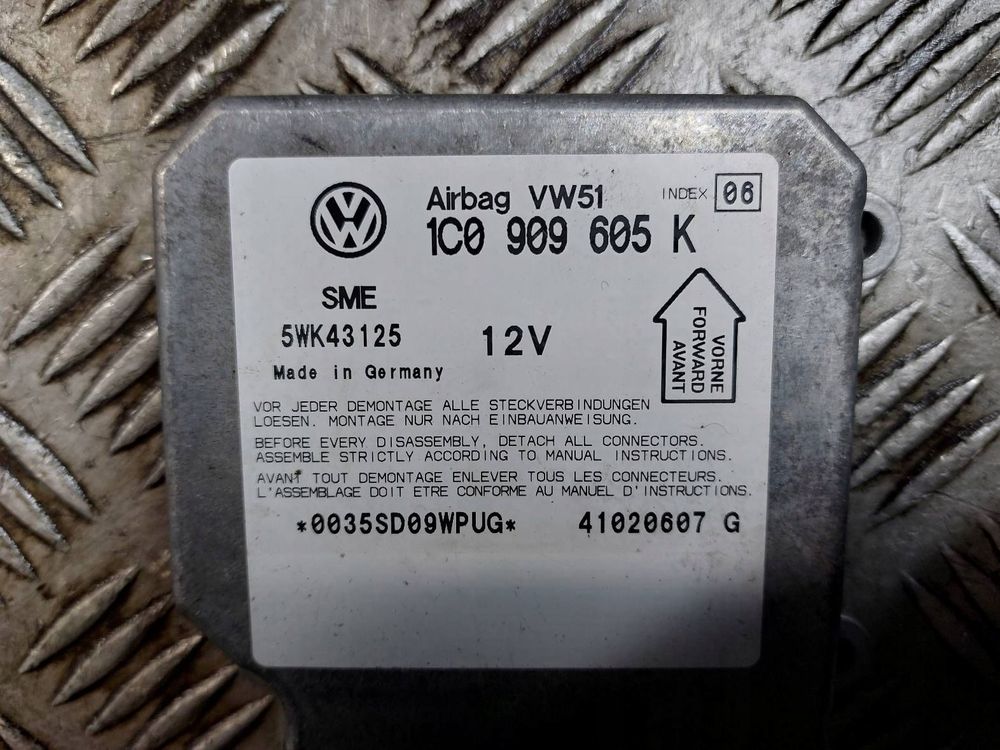 Airbag VW51 INDEX 06
1C0 909 605 K
SME
5WK43125 12V
Made in Germany
VORNE
FORWARD
AVANT
VOR JEDER DEMONTAGE ALLE STECKVERBINDUNGEN
LOESEN. MONTAGE NUR NACH EINBAUANWEISUNG.
BEFORE EVERY DISASSEMBLY, DETACH ALL CONNECTORS.
ASSEMBLE STRICTLY ACCORDING TO MANUAL INSTRUCTIONS.
AVANT TOUT DEMONTAGE ENLEVER TOUS LES CONNECTEURS.
L'ASSEMBLAGE DOIT ETRE CONFORME AU MANUEL D'INSTRUCTIONS.
*0035SD09WPUG* 41020607 G